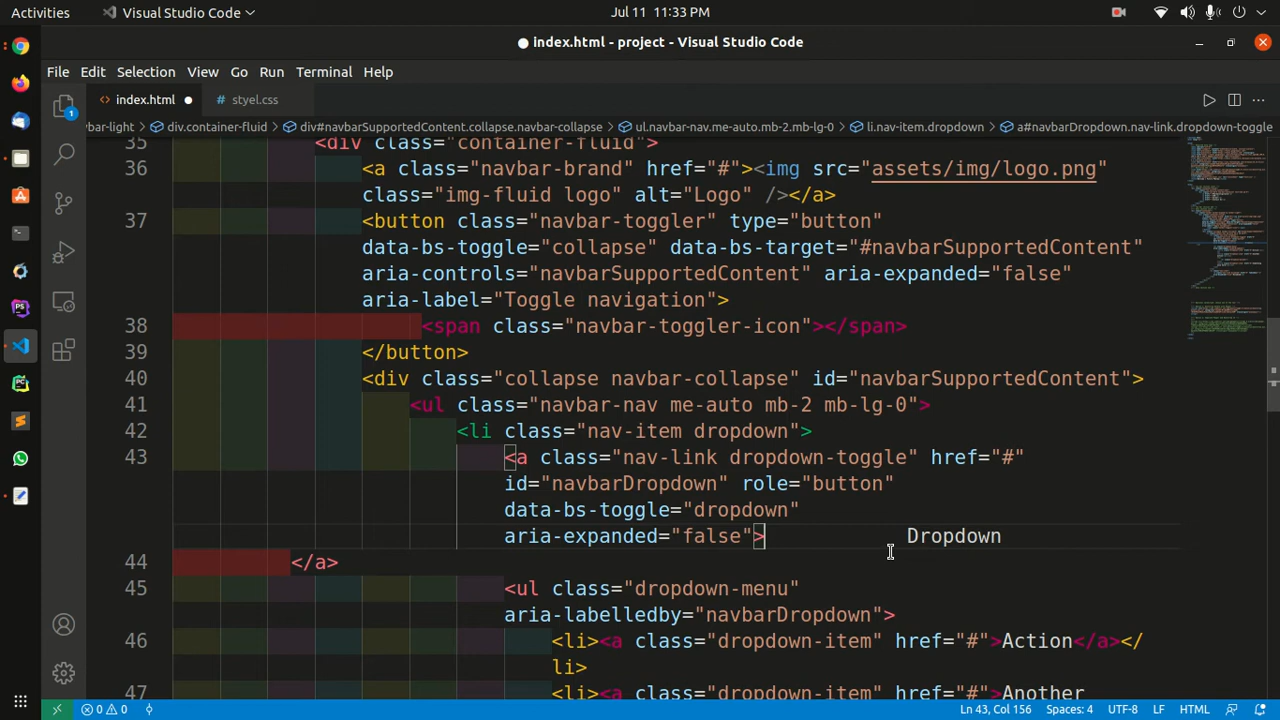 Activities
Visual Studio Code
Jul 11 11:33 PM
● index.html - project - Visual Studio Code
File Edit Selection View Go Run Terminal Help
index.html ●
# styel.css
bar-light > div.container-fluid > div#navbarSupportedContent.collapse.navbar-collapse > ul.navbar-nav.me-auto.mb-2.mb-lg-0 > li.nav-item.dropdown > a#navbarDropdown.nav-link.dropdown-toggle
35 <div class="container-fluid">
36 <a class="navbar-brand" href="#"><img src="assets/img/logo.png"
class="img-fluid logo" alt="Logo" /></a>
37 <button class="navbar-toggler" type="button"
data-bs-toggle="collapse" data-bs-target="#navbarSupportedContent"
aria-controls="navbarSupportedContent" aria-expanded="false"
aria-label="Toggle navigation">
38 <span class="navbar-toggler-icon"></span>
39 </button>
40 <div class="collapse navbar-collapse" id="navbarSupportedContent">
41 <ul class="navbar-nav me-auto mb-2 mb-lg-0">
42 <li class="nav-item dropdown">
43 <a class="nav-link dropdown-toggle" href="#"
id="navbarDropdown" role="button"
data-bs-toggle="dropdown"
aria-expanded="false"> Dropdown
44 </a>
45 <ul class="dropdown-menu"
aria-labelledby="navbarDropdown">
46 <li><a class="dropdown-item" href="#">Action</a></
li>
47 <li><a class="dropdown-item" href="#">Another
0 0 Ln 43, Col 156 Spaces: 4 UTF-8 LF HTML